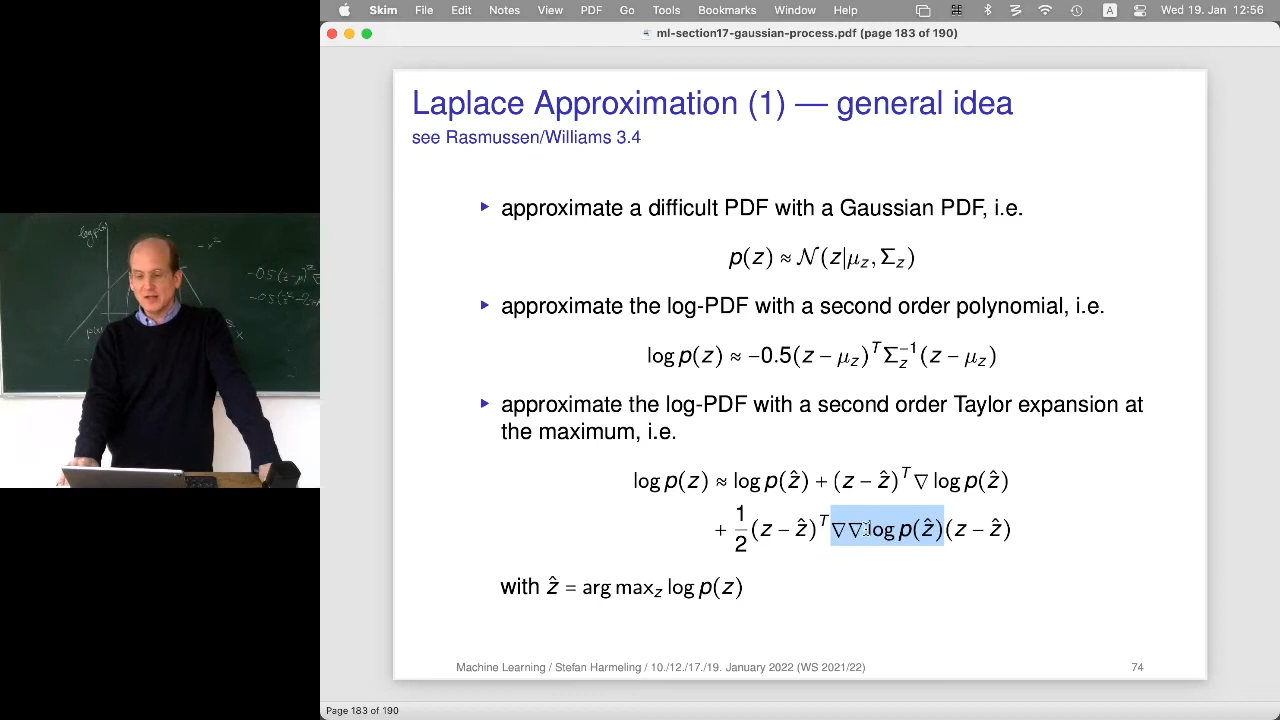 Skim File Edit Notes View PDF Go Tools Bookmarks Window Help A Wed 19. Jan 12:56
ml-section17-gaussian-process.pdf (page 183 of 190)
Laplace Approximation (1) — general idea
see Rasmussen/Williams 3.4
▸ approximate a difficult PDF with a Gaussian PDF, i.e.
p(z) ≈ 𝒩(z|μ_z, Σ_z)
▸ approximate the log-PDF with a second order polynomial, i.e.
log p(z) ≈ −0.5(z − μ_z)^T Σ_z^{−1} (z − μ_z)
▸ approximate the log-PDF with a second order Taylor expansion at
the maximum, i.e.
log p(z) ≈ log p(ẑ) + (z − ẑ)^T ∇ log p(ẑ)
+ 1/2 (z − ẑ)^T ∇∇ log p(ẑ)(z − ẑ)
with ẑ = arg max_z log p(z)
Machine Learning / Stefan Harmeling / 10./12./17./19. January 2022 (WS 2021/22) 74
Page 183 of 190
log p(x)
− x²